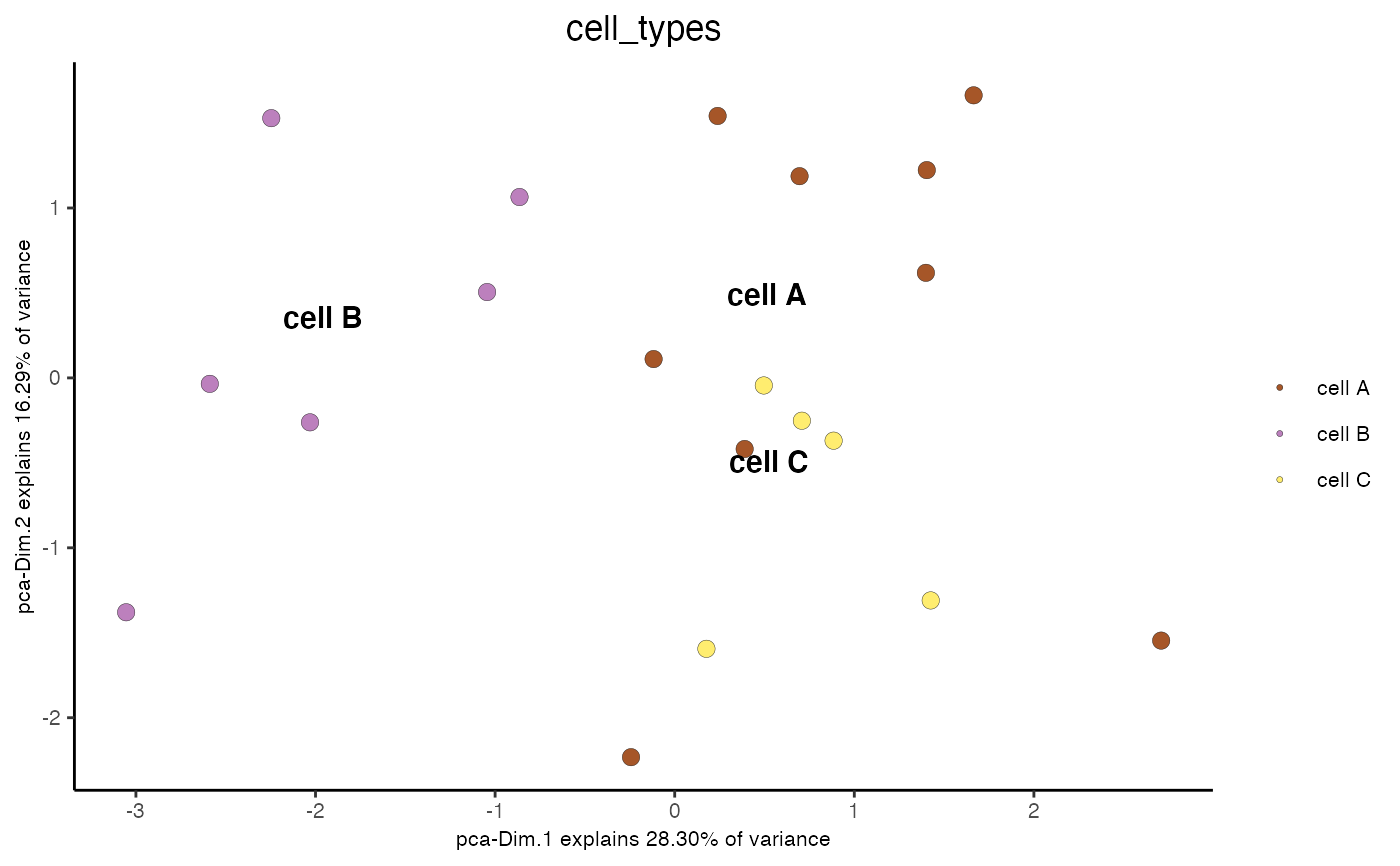 cell_types
pca-Dim.2 explains 16.29% of variance
1
0
-1
-2
cell B
cell A
cell C
-3
-2
-1
0
1
2
pca-Dim.1 explains 28.30% of variance
cell A
cell B
cell C